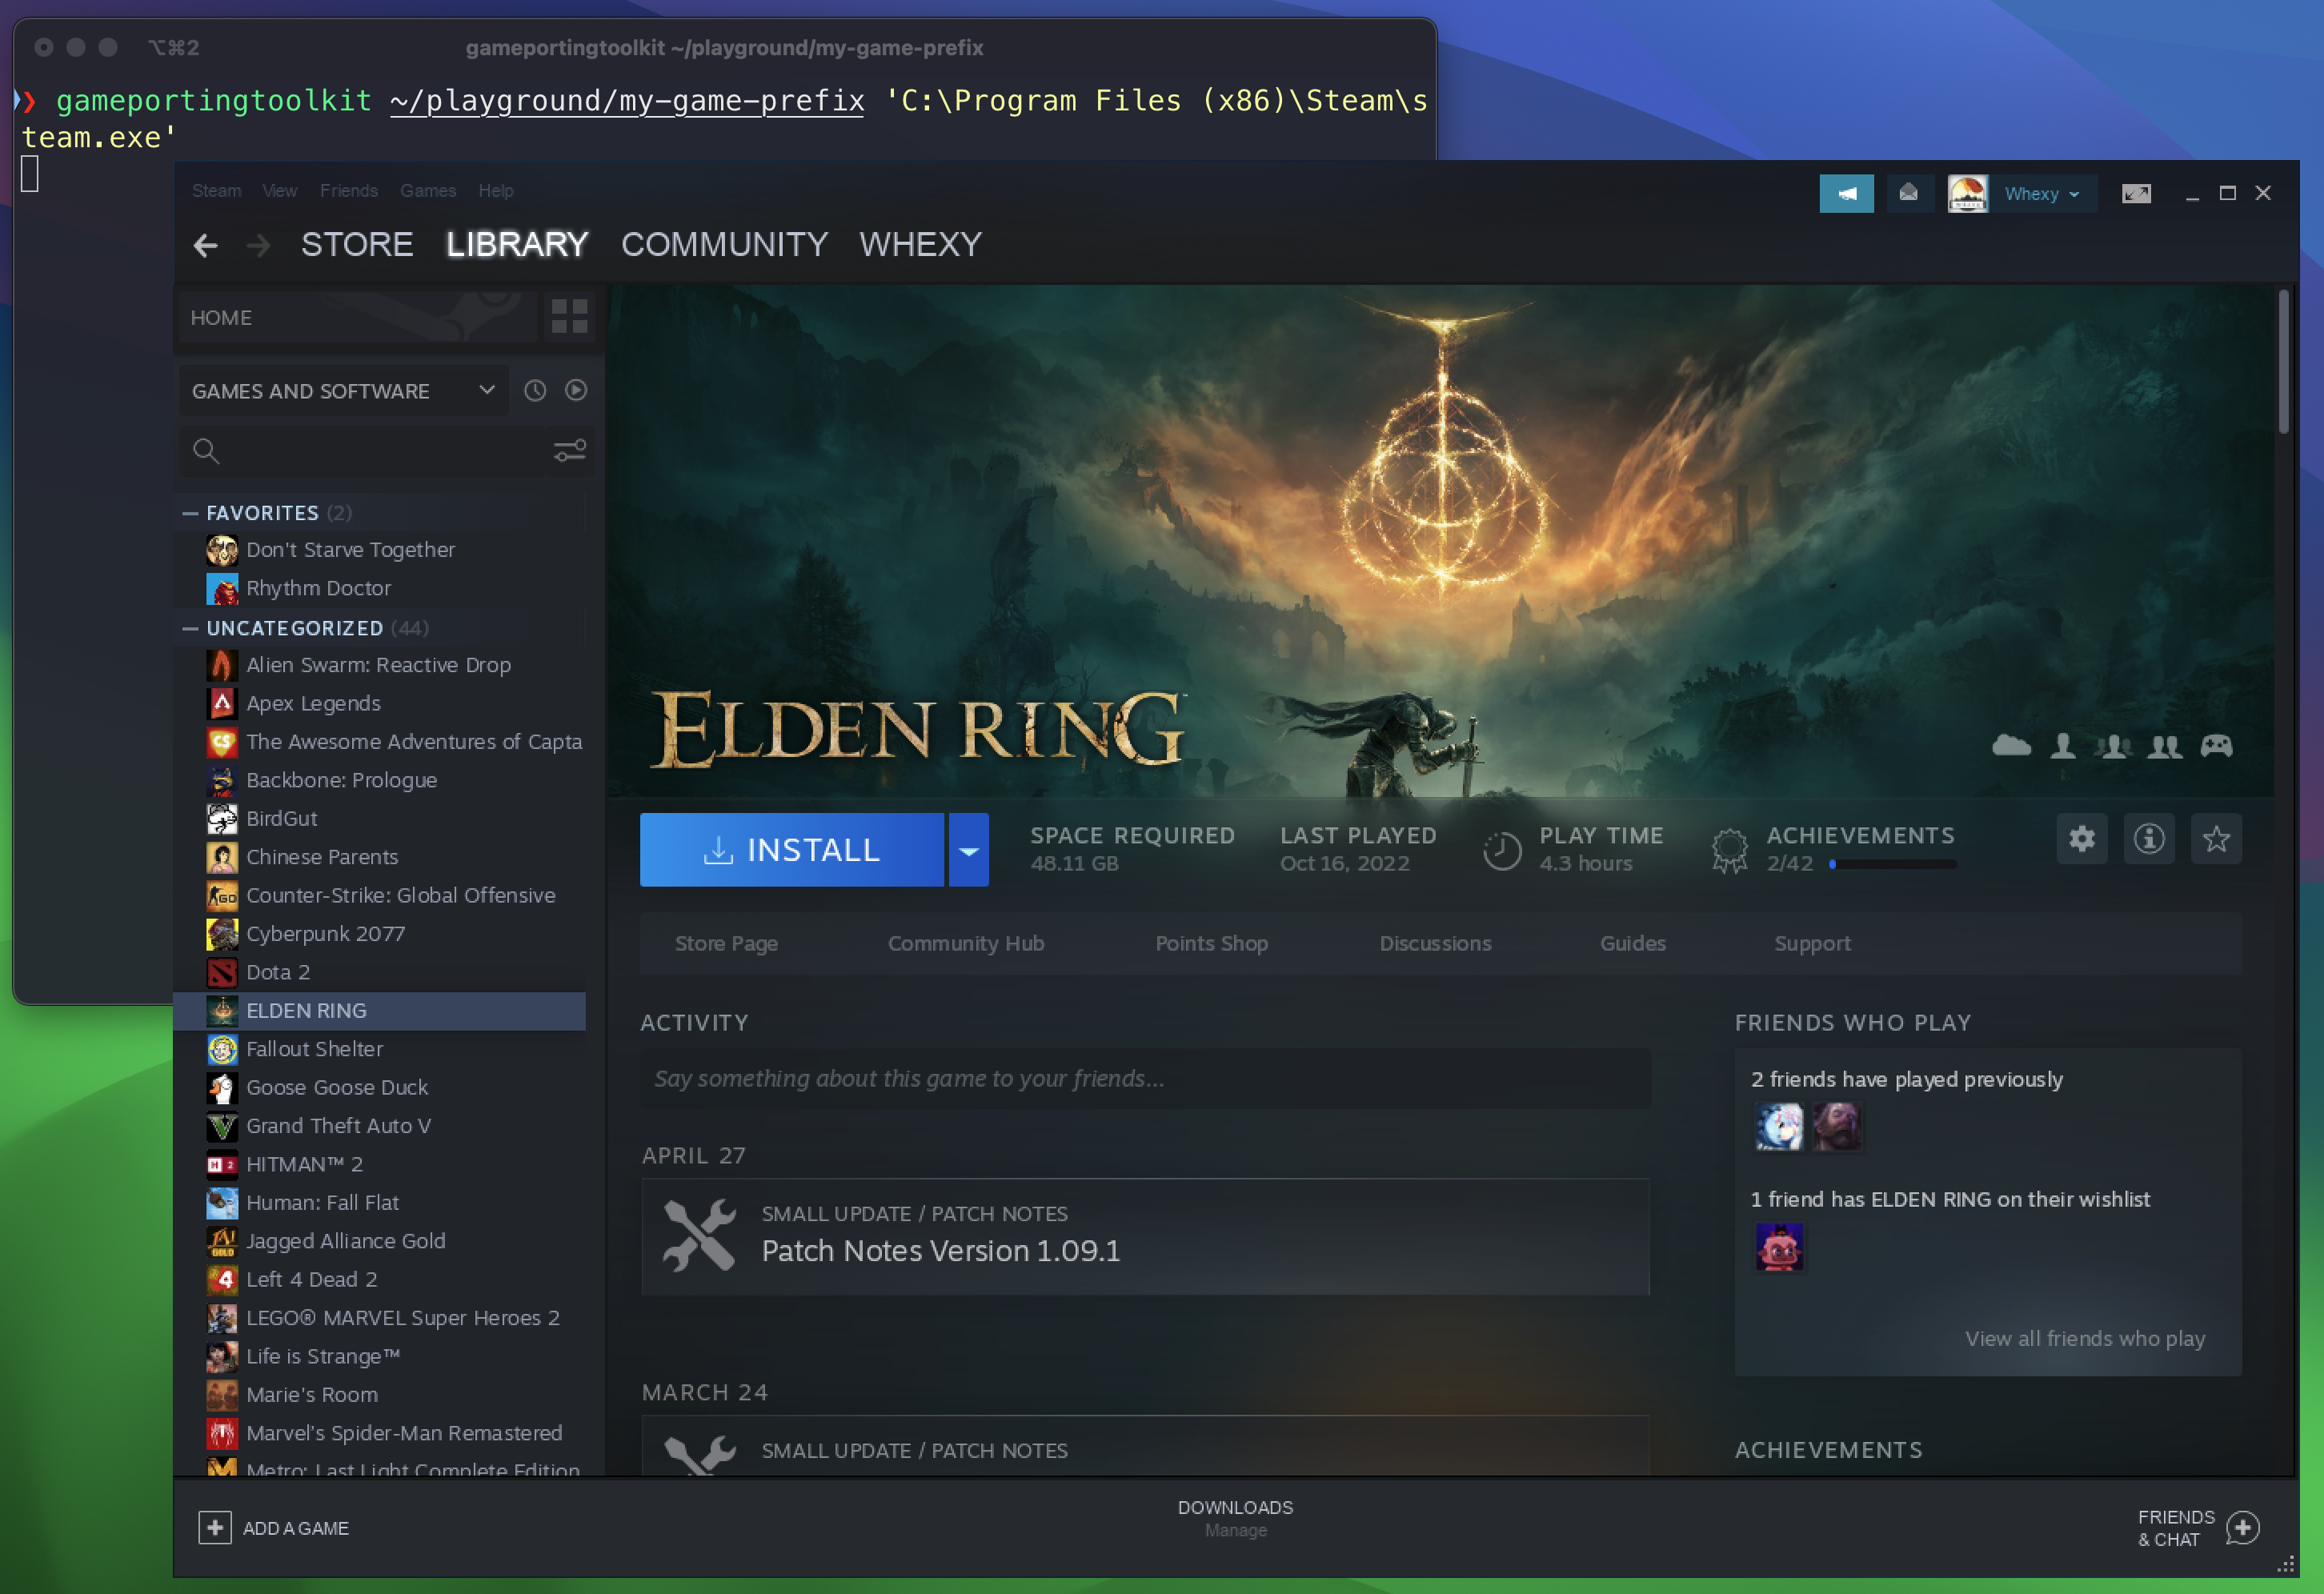 ⌥⌘2
gameportingtoolkit ~/playground/my-game-prefix
❯ gameportingtoolkit ~/playground/my-game-prefix 'C:\Program Files (x86)\Steam\s
team.exe'
Steam View Friends Games Help
Whexy
STORE LIBRARY COMMUNITY WHEXY
HOME
GAMES AND SOFTWARE
— FAVORITES (2)
Don't Starve Together
Rhythm Doctor
— UNCATEGORIZED (44)
Alien Swarm: Reactive Drop
Apex Legends
The Awesome Adventures of Capta
Backbone: Prologue
BirdGut
Chinese Parents
Counter-Strike: Global Offensive
Cyberpunk 2077
Dota 2
ELDEN RING
Fallout Shelter
Goose Goose Duck
Grand Theft Auto V
HITMAN™ 2
Human: Fall Flat
Jagged Alliance Gold
Left 4 Dead 2
LEGO® MARVEL Super Heroes 2
Life is Strange™
Marie's Room
Marvel's Spider-Man Remastered
Metro: Last Light Complete Edition
ELDEN RING
INSTALL
SPACE REQUIRED
48.11 GB
LAST PLAYED
Oct 16, 2022
PLAY TIME
4.3 hours
ACHIEVEMENTS
2/42
Store Page Community Hub Points Shop Discussions Guides Support
ACTIVITY
Say something about this game to your friends...
APRIL 27
SMALL UPDATE / PATCH NOTES
Patch Notes Version 1.09.1
MARCH 24
SMALL UPDATE / PATCH NOTES
FRIENDS WHO PLAY
2 friends have played previously
1 friend has ELDEN RING on their wishlist
View all friends who play
ACHIEVEMENTS
ADD A GAME
DOWNLOADS
Manage
FRIENDS
& CHAT